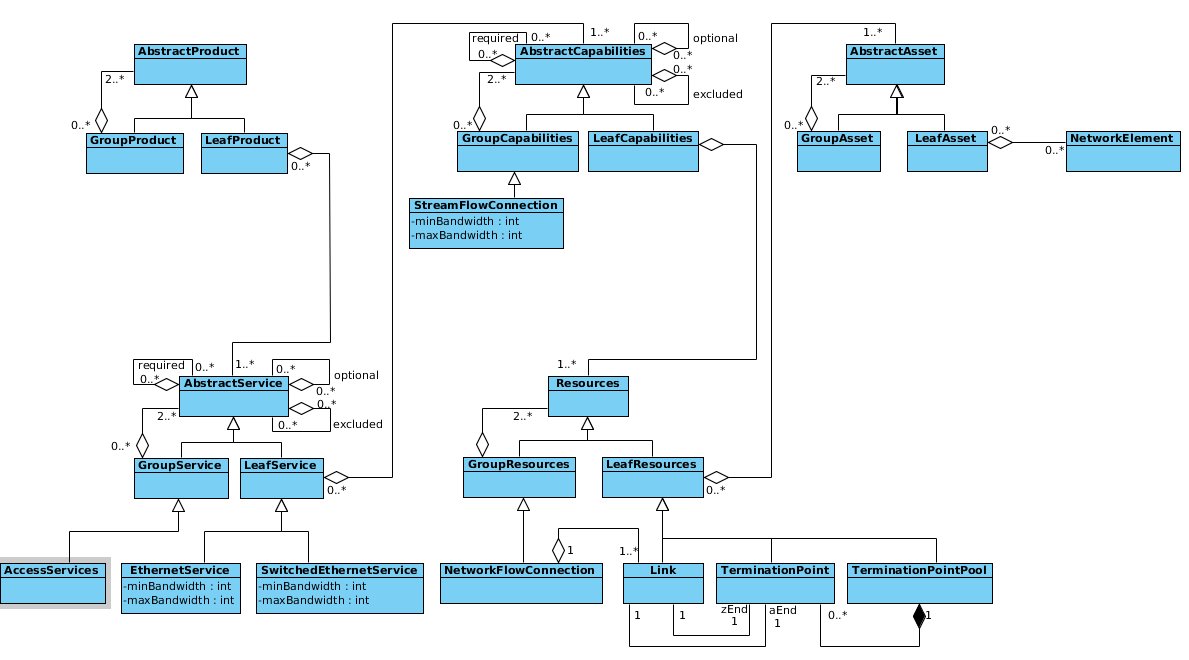 1..*
required
0..*
0..*
optional
1..*
AbstractProduct
AbstractCapabilities
AbstractAsset
0..*
0..*
0..*
2..*
2..*
2..*
0..*
excluded
0..*
0..*
0..*
0..*
GroupProduct
LeafProduct
GroupCapabilities
LeafCapabilities
GroupAsset
LeafAsset
NetworkElement
0..*
0..*
StreamFlowConnection
-minBandwidth : int
-maxBandwidth : int
required
0..*
1..*
0..*
1..*
optional
0..*
AbstractService
Resources
0..*
0..*
2..*
2..*
0..*
excluded
0..*
GroupService
LeafService
GroupResources
LeafResources
0..*
0..*
1
1..*
AccessServices
EthernetService
SwitchedEthernetService
NetworkFlowConnection
Link
TerminationPoint
TerminationPointPool
-minBandwidth : int
-minBandwidth : int
-maxBandwidth : int
-maxBandwidth : int
1
1
zEnd
1
aEnd
1
0..*
1